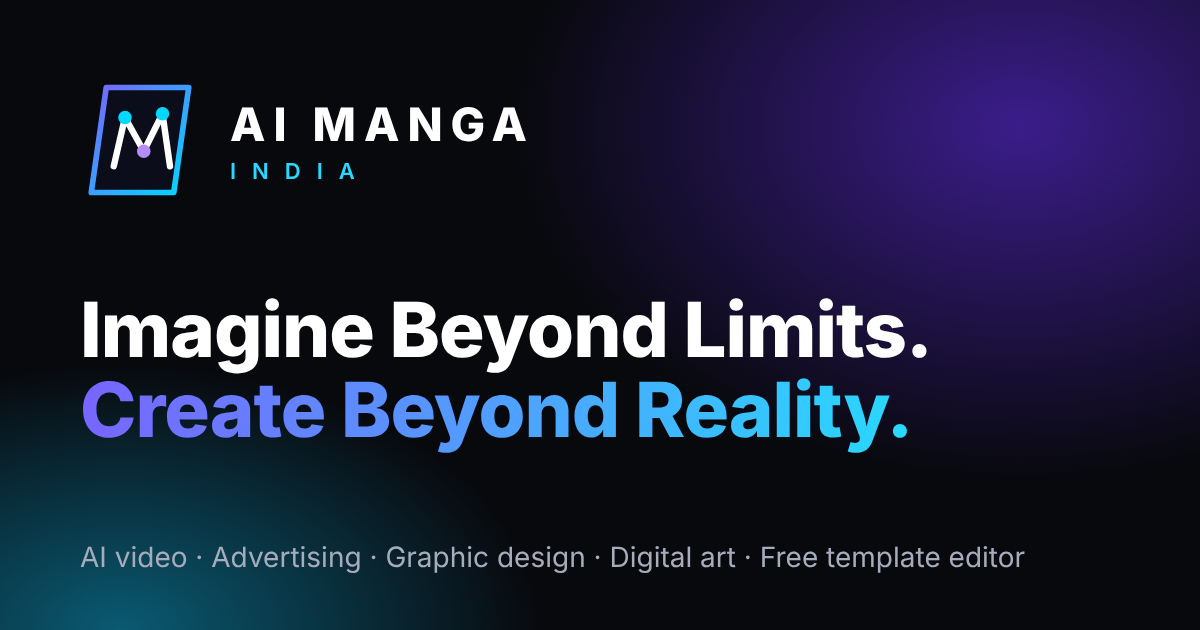 AI MANGA
INDIA
Imagine Beyond Limits.
Create Beyond Reality.
AI video · Advertising · Graphic design · Digital art · Free template editor